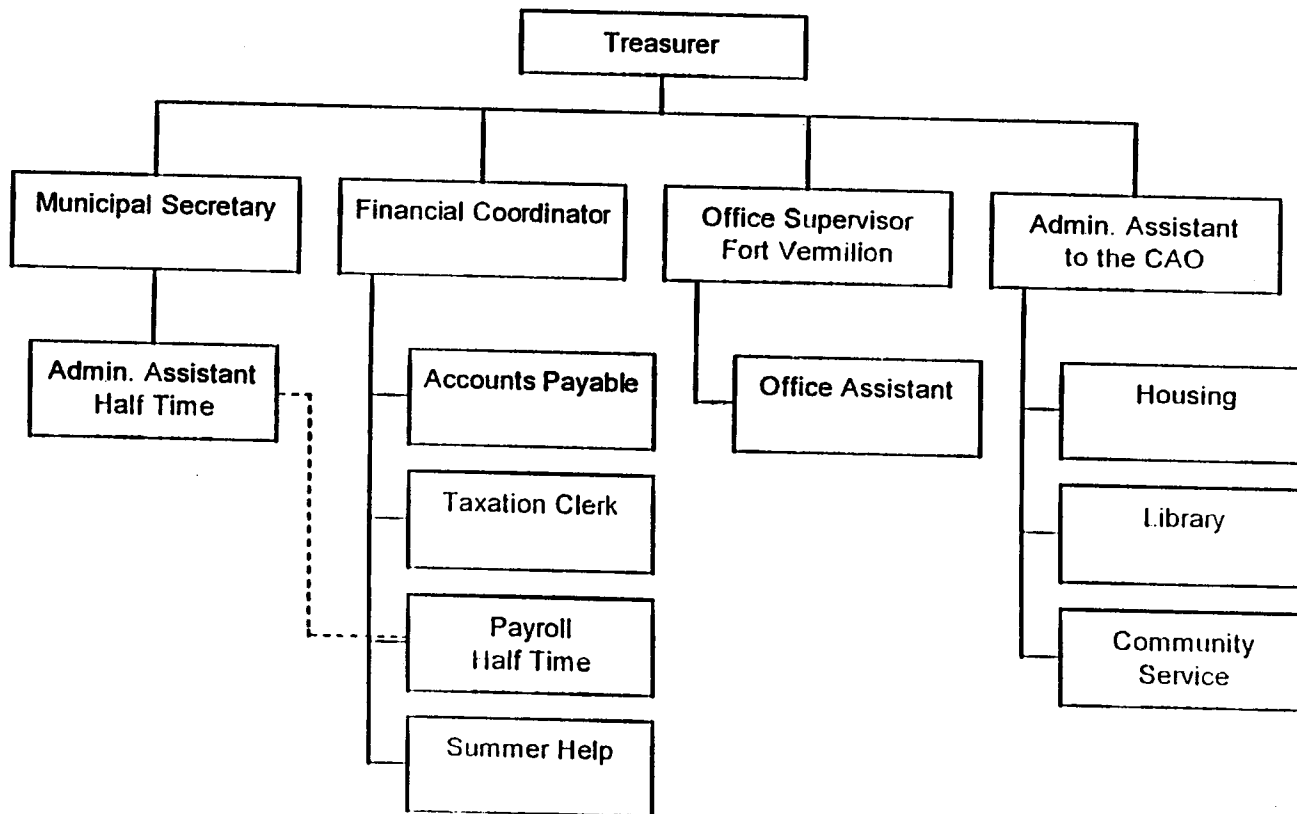 Treasurer
Municipal Secretary
Financial Coordinator
Office Supervisor
Fort Vermilion
Admin. Assistant
to the CAO
Admin. Assistant
Half Time
Accounts Payable
Taxation Clerk
Payroll
Half Time
Summer Help
Office Assistant
Housing
Library
Community
Service